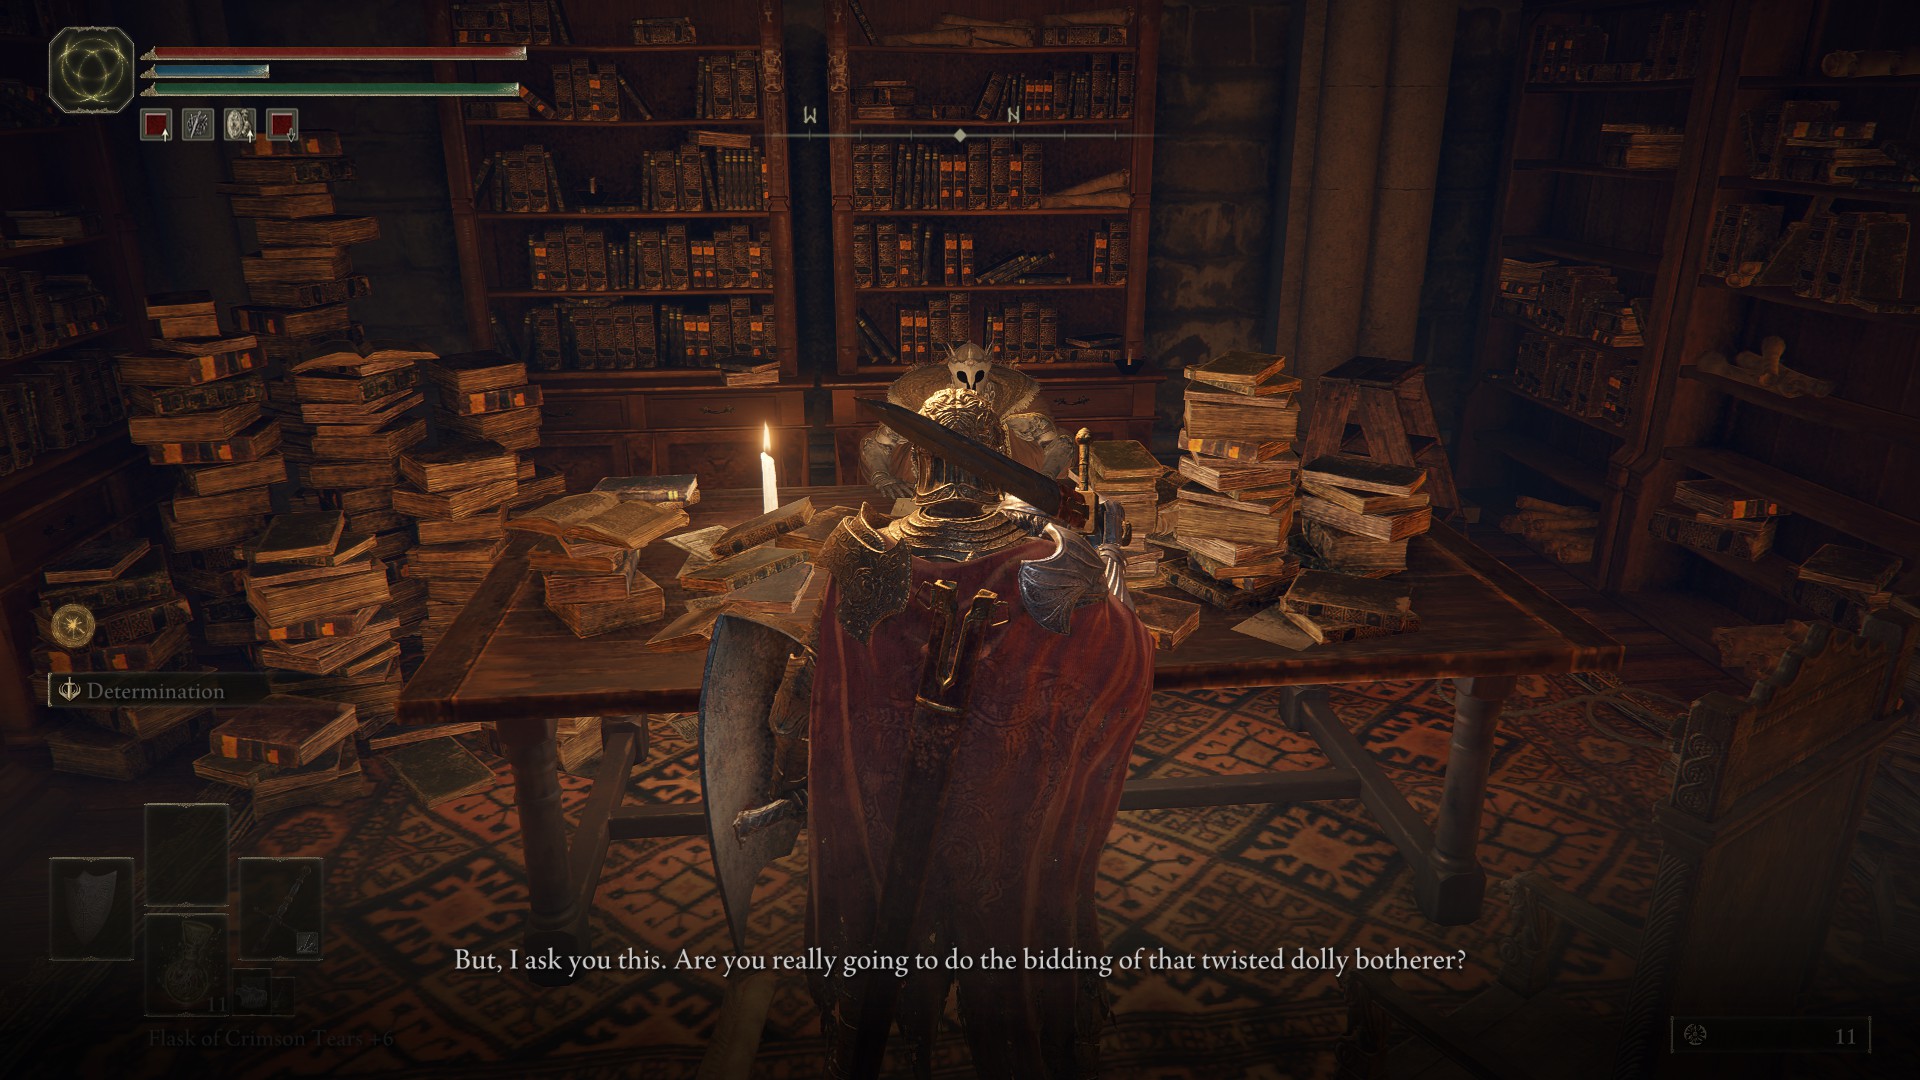 W
N
Determination
But, I ask you this. Are you really going to do the bidding of that twisted dolly botherer?
11
Flask of Crimson Tears +6
11